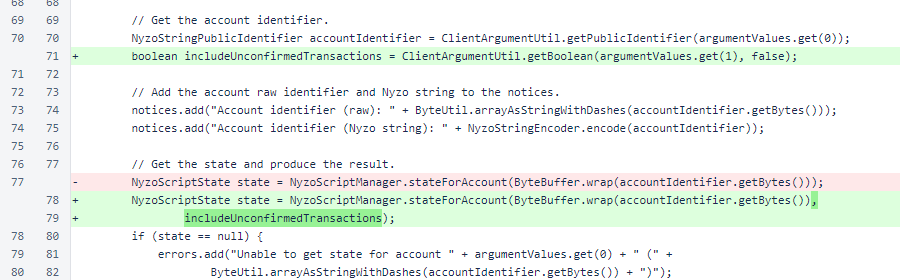 68 68
69 69 // Get the account identifier.
70 70 NyzoStringPublicIdentifier accountIdentifier = ClientArgumentUtil.getPublicIdentifier(argumentValues.get(0));
71 + boolean includeUnconfirmedTransactions = ClientArgumentUtil.getBoolean(argumentValues.get(1), false);
71 72
72 73 // Add the account raw identifier and Nyzo string to the notices.
73 74 notices.add("Account identifier (raw): " + ByteUtil.arrayAsStringWithDashes(accountIdentifier.getBytes()));
74 75 notices.add("Account identifier (Nyzo string): " + NyzoStringEncoder.encode(accountIdentifier));
75 76
76 77 // Get the state and produce the result.
77 - NyzoScriptState state = NyzoScriptManager.stateForAccount(ByteBuffer.wrap(accountIdentifier.getBytes()));
78 + NyzoScriptState state = NyzoScriptManager.stateForAccount(ByteBuffer.wrap(accountIdentifier.getBytes()),
79 + includeUnconfirmedTransactions);
78 80 if (state == null) {
79 81 errors.add("Unable to get state for account " + argumentValues.get(0) + " (" +
80 82 ByteUtil.arrayAsStringWithDashes(accountIdentifier.getBytes()) + ")");